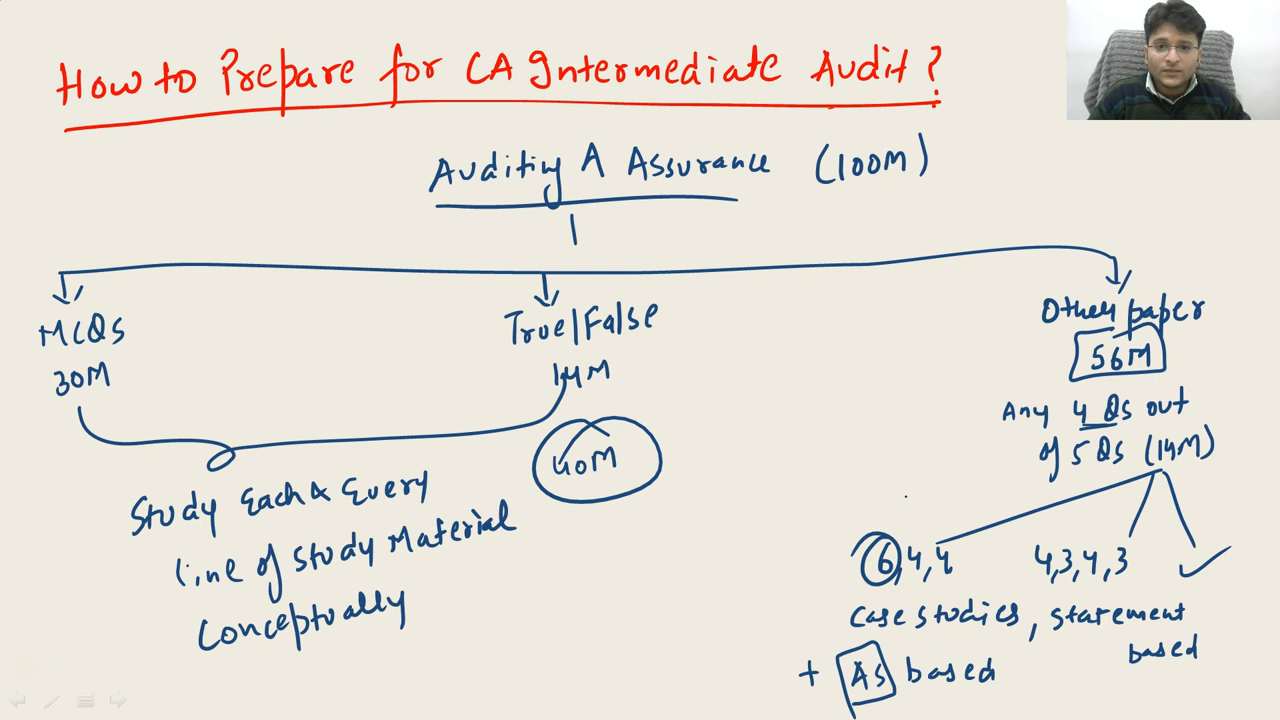 How to Prepare for CA Intermediate Audit?
Auditing A Assurance (100M)
MCQs
30M
True/False
14M
40M
Study Each & Every
line of study Material
conceptually
Other paper
56M
Any 4 Qs out
of 5 Qs (14M)
6,4,4
4,3,4,3
case studies, statement
based
+ AS based